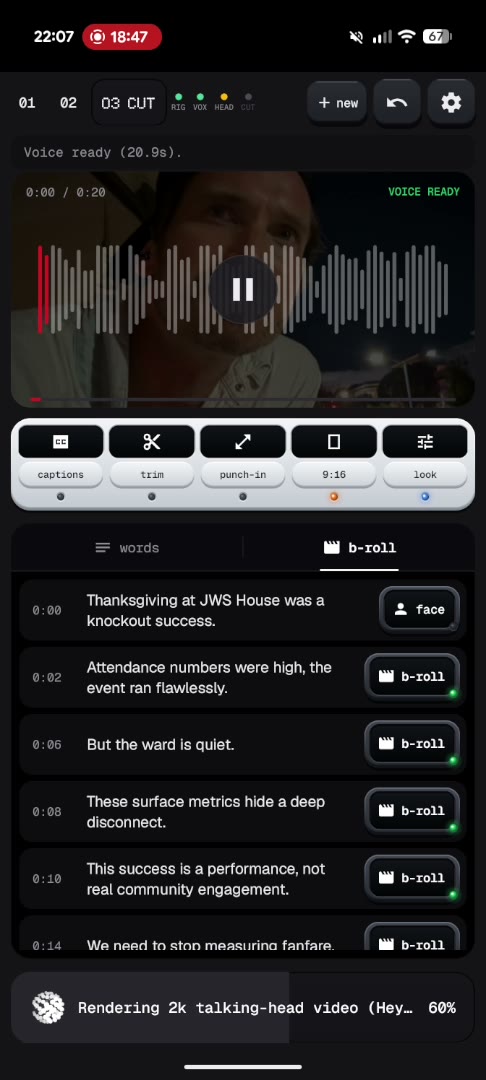 22:07 18:47 67
01 02 03 CUT RIG VOX HEAD CUT + new
Voice ready (20.9s).
0:00 / 0:20 VOICE READY
CC
captions trim punch-in 9:16 look
words b-roll
0:00 Thanksgiving at JWS House was a
knockout success.
face
0:02 Attendance numbers were high, the
event ran flawlessly.
b-roll
0:06 But the ward is quiet. b-roll
0:08 These surface metrics hide a deep
disconnect.
b-roll
0:10 This success is a performance, not
real community engagement.
b-roll
0:14 We need to stop measuring fanfare. b-roll
Rendering 2k talking-head video (Hey… 60%